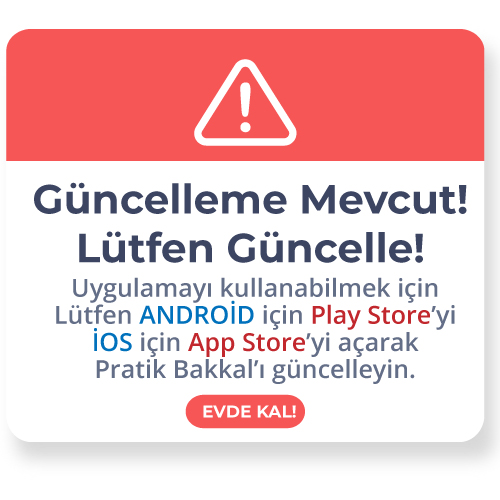 Güncelleme Mevcut!
Lütfen Güncelle!
Uygulamayı kullanabilmek için
Lütfen ANDROİD için Play Store'yi
İOS için App Store'yi açarak
Pratik Bakkal'ı güncelleyin.
EVDE KAL!